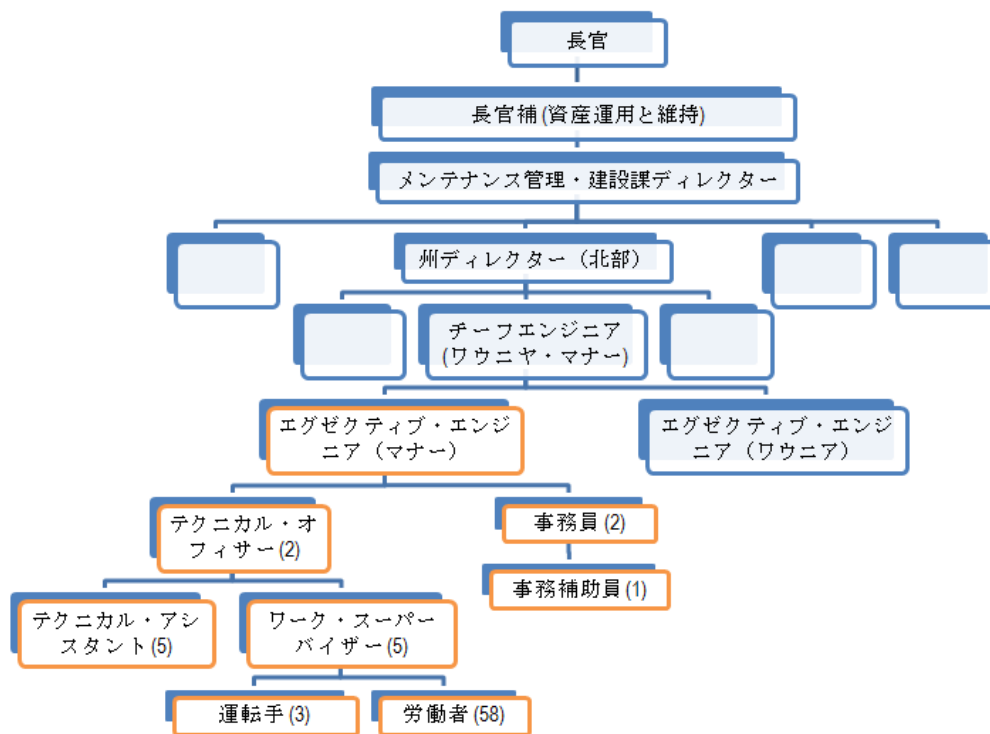 長官
長官補(資産運用と維持)
メンテナンス管理・建設課ディレクター
州ディレクター（北部）
チーフエンジニア
(ワウニヤ・マナー)
エグゼクティブ・エンジ
ニア（マナー）
エグゼクティブ・エンジ
ニア（ワウニア）
テクニカル・オ
フィサー(2)
事務員(2)
事務補助員(1)
テクニカル・アシ
スタント(5)
ワーク・スーパー
バイザー(5)
運転手(3)
労働者(58)